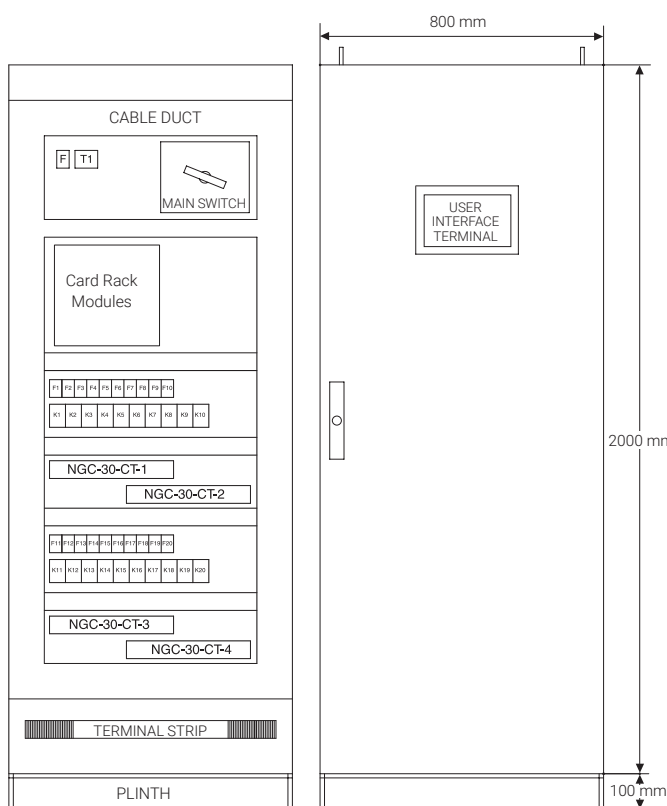 800 mm
CABLE DUCT
F T1
MAIN SWITCH
USER
INTERFACE
TERMINAL
Card Rack
Modules
F1 F2 F3 F4 F5 F6 F7 F8 F9 F10
K1 K2 K3 K4 K5 K6 K7 K8 K9 K10
2000 mm
NGC-30-CT-1
NGC-30-CT-2
F11 F12 F13 F14 F15 F16 F17 F18 F19 F20
K11 K12 K13 K14 K15 K16 K17 K18 K19 K20
NGC-30-CT-3
NGC-30-CT-4
TERMINAL STRIP
PLINTH
100 mm